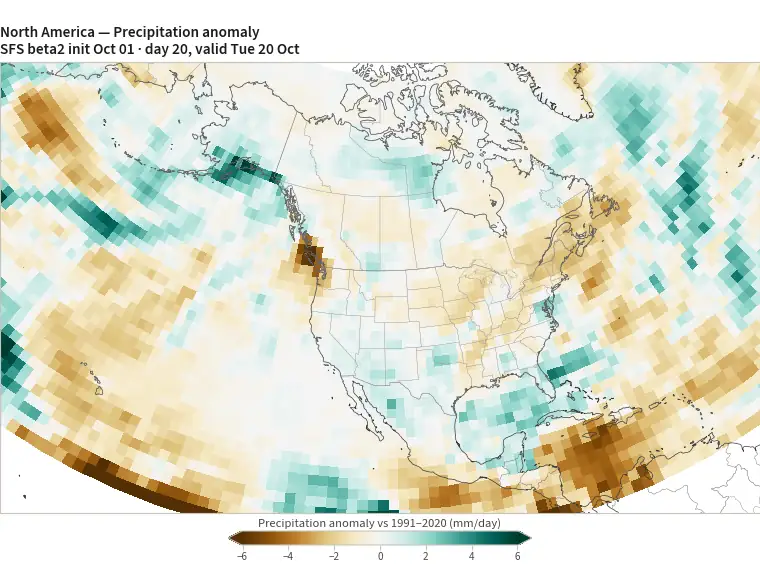 North America — Precipitation anomaly
SFS beta2 init Oct 01 · day 20, valid Tue 20 Oct
Precipitation anomaly vs 1991–2020 (mm/day)
−6 −4 −2 0 2 4 6